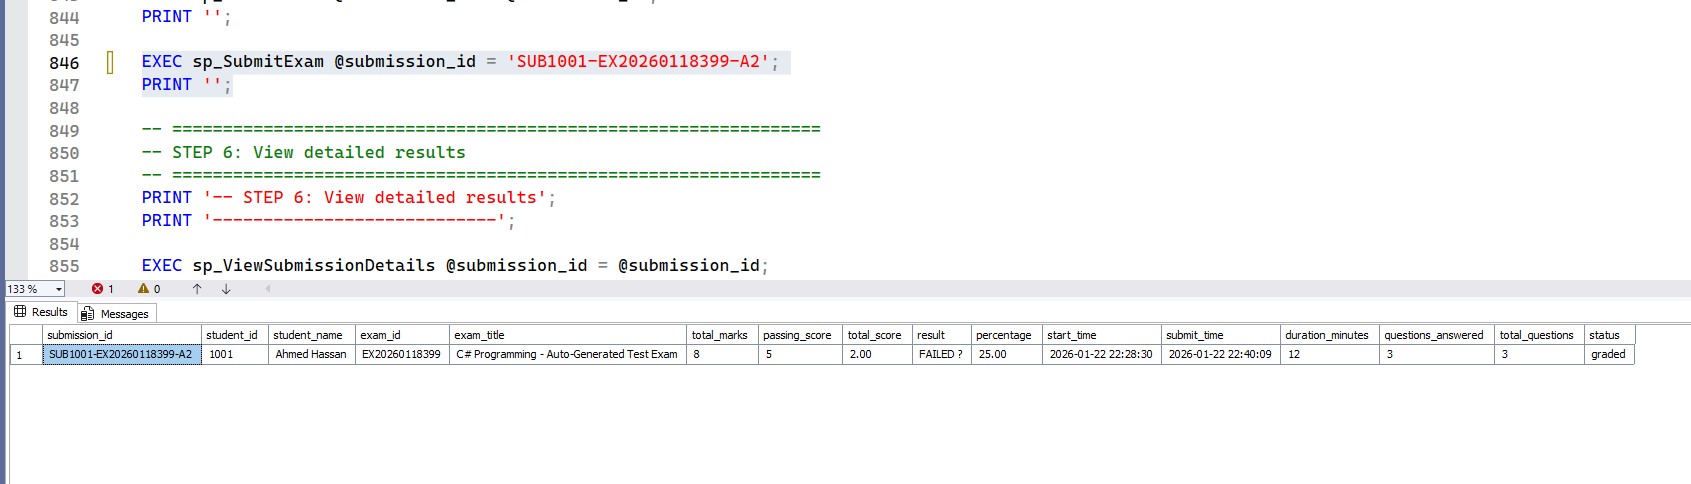 844 PRINT '';
845
846 EXEC sp_SubmitExam @submission_id = 'SUB1001-EX20260118399-A2';
847 PRINT '';
848
849 -- ================================================================
850 -- STEP 6: View detailed results
851 -- ================================================================
852 PRINT '-- STEP 6: View detailed results';
853 PRINT '----------------------------';
854
855 EXEC sp_ViewSubmissionDetails @submission_id = @submission_id;
133 % 1 0
Results Messages
submission_id student_id student_name exam_id exam_title total_marks passing_score total_score result percentage start_time submit_time duration_minutes questions_answered total_questions status
1 SUB1001-EX20260118399-A2 1001 Ahmed Hassan EX20260118399 C# Programming - Auto-Generated Test Exam 8 5 2.00 FAILED ? 25.00 2026-01-22 22:28:30 2026-01-22 22:40:09 12 3 3 graded